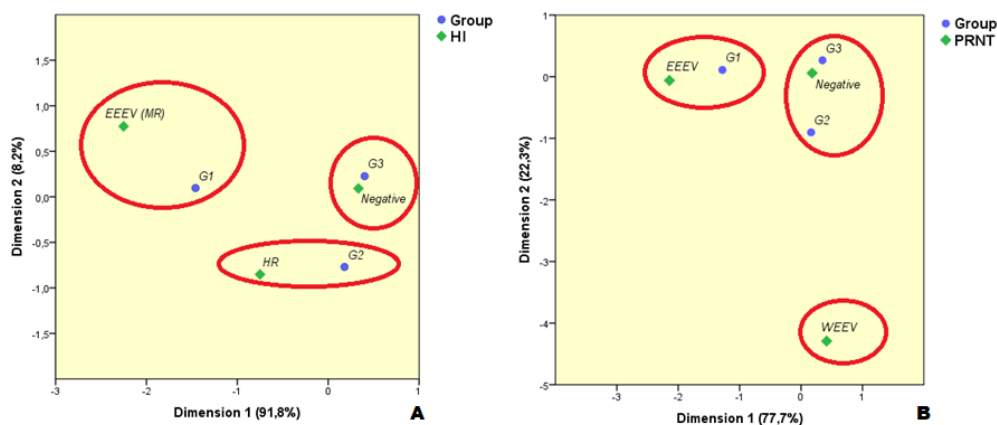 Group
HI
1,5
1,0
0,5
0,0
-0,5
-1,0
-1,5
-3
-2
-1
0
1
Dimension 2 (8,2%)
Dimension 1 (91,8%)
EEEV (MR)
G1
G3
Negative
HR
G2
A
Group
PRNT
1
0
-1
-2
-3
-4
-5
-3
-2
-1
0
1
2
Dimension 2 (22,3%)
Dimension 1 (77,7%)
EEEV
G1
G3
Negative
G2
WEEV
B